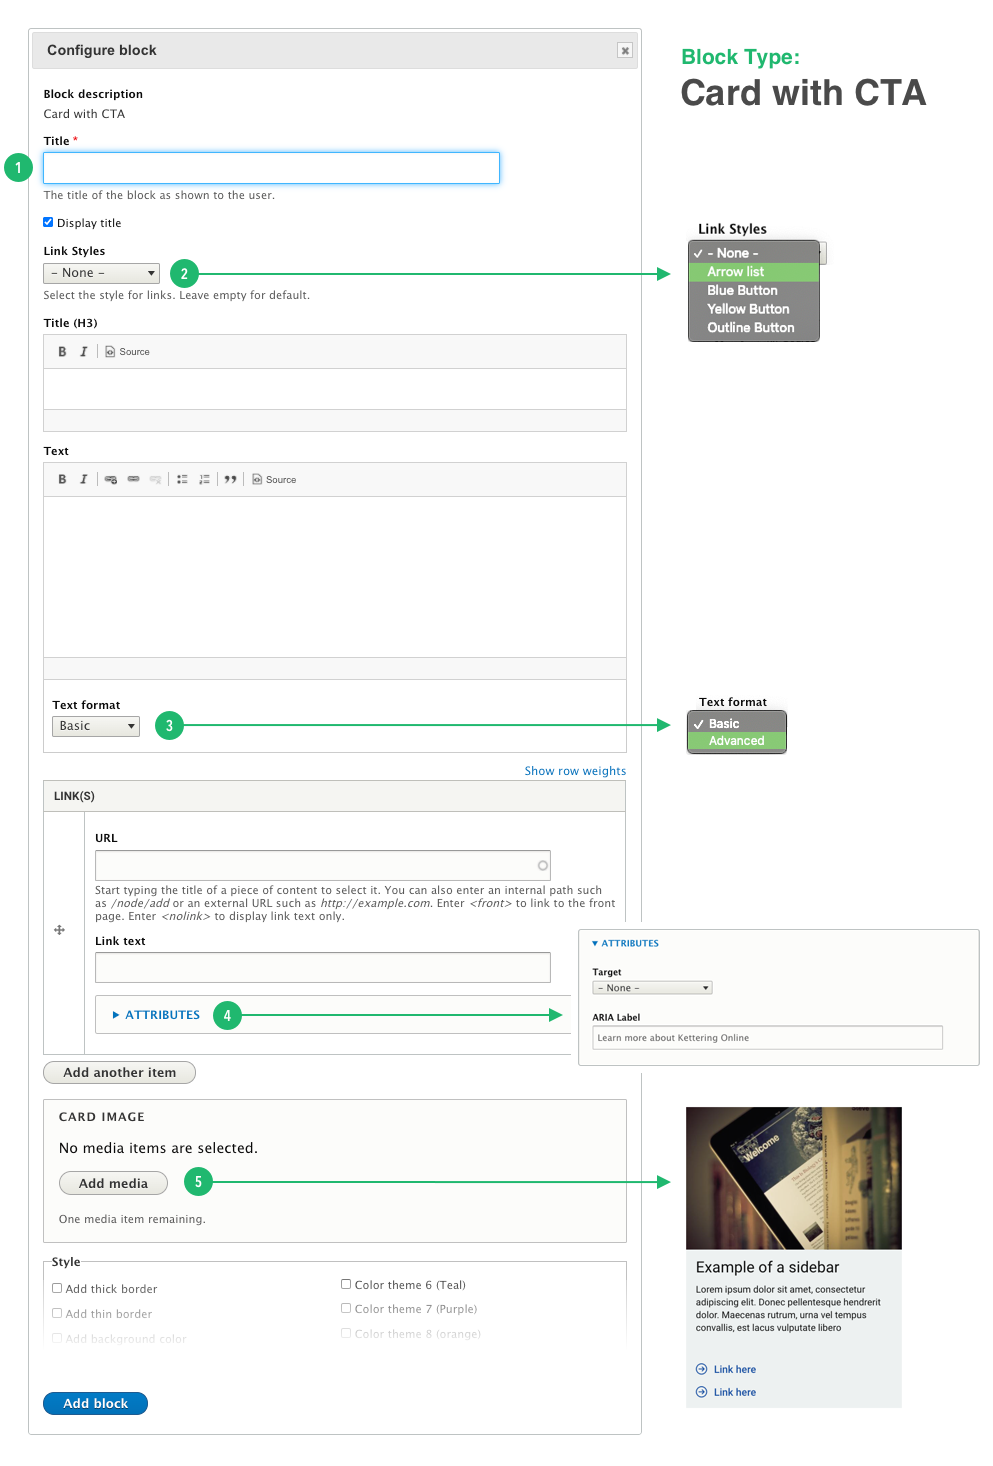 Configure block
Block Type:
Card with CTA
Block description
Card with CTA
Title *
1
The title of the block as shown to the user.
Display title
Link Styles
- None -
2
Select the style for links. Leave empty for default.
Link Styles
✓ - None -
Arrow list
Blue Button
Yellow Button
Outline Button
Title (H3)
B I Source
Text
B I Source
Text format
Basic
3
Text format
✓ Basic
Advanced
Show row weights
LINK(S)
URL
Start typing the title of a piece of content to select it. You can also enter an internal path such
as /node/add or an external URL such as http://example.com. Enter <front> to link to the front
page. Enter <nolink> to display link text only.
Link text
ATTRIBUTES
4
ATTRIBUTES
Target
- None -
ARIA Label
Learn more about Kettering Online
Add another item
CARD IMAGE
No media items are selected.
Add media
5
One media item remaining.
Style
Add thick border
Add thin border
Add background color
Color theme 6 (Teal)
Color theme 7 (Purple)
Color theme 8 (orange)
Add block
Welcome
Example of a sidebar
Lorem ipsum dolor sit amet, consectetur
adipiscing elit. Donec pellentesque hendrerit
dolor. Maecenas rutrum, urna vel tempus
convallis, est lacus vulputate libero
Link here
Link here